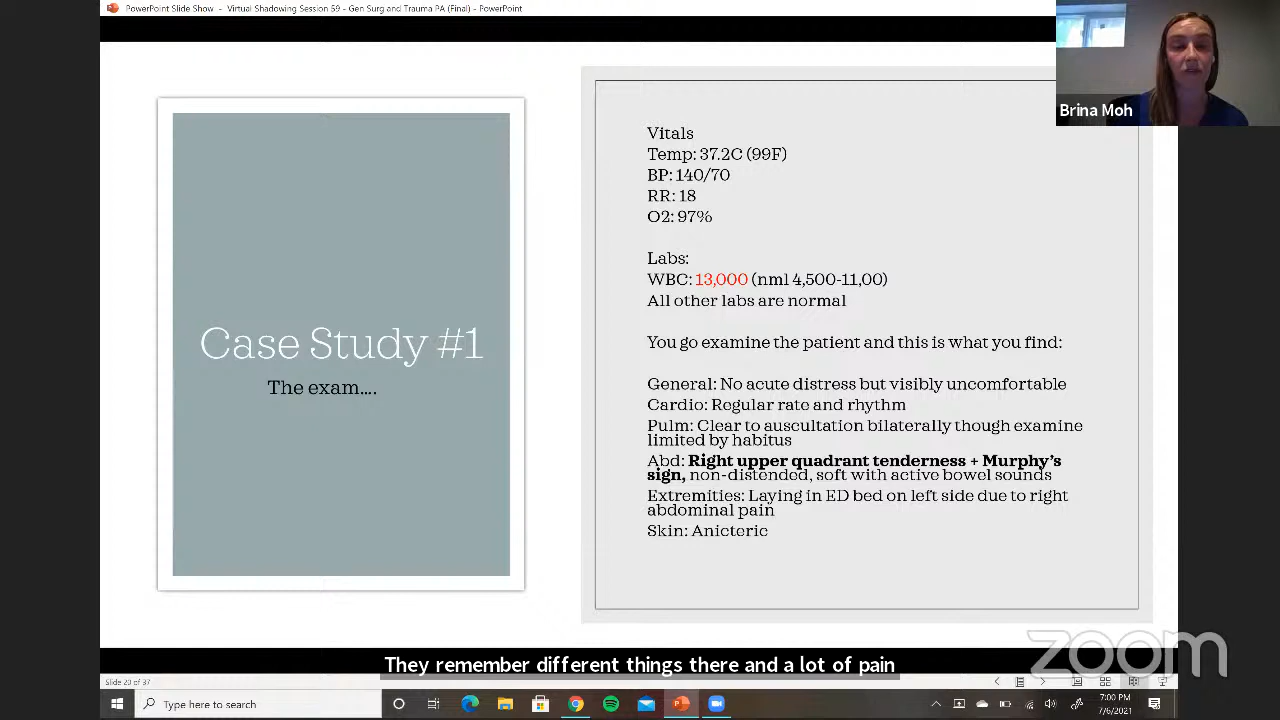 PowerPoint Slide Show - Virtual Shadowing Session 59 - Gen Surg and Trauma PA (Final) - PowerPoint
Brina Moh
Case Study #1
The exam....
Vitals
Temp: 37.2C (99F)
BP: 140/70
RR: 18
O2: 97%
Labs:
WBC: 13,000 (nml 4,500-11,00)
All other labs are normal
You go examine the patient and this is what you find:
General: No acute distress but visibly uncomfortable
Cardio: Regular rate and rhythm
Pulm: Clear to auscultation bilaterally though examine
limited by habitus
Abd: Right upper quadrant tenderness + Murphy's
sign, non-distended, soft with active bowel sounds
Extremities: Laying in ED bed on left side due to right
abdominal pain
Skin: Anicteric
They remember different things there and a lot of pain
zoom
Slide 20 of 37
Type here to search
7:00 PM
7/6/2021